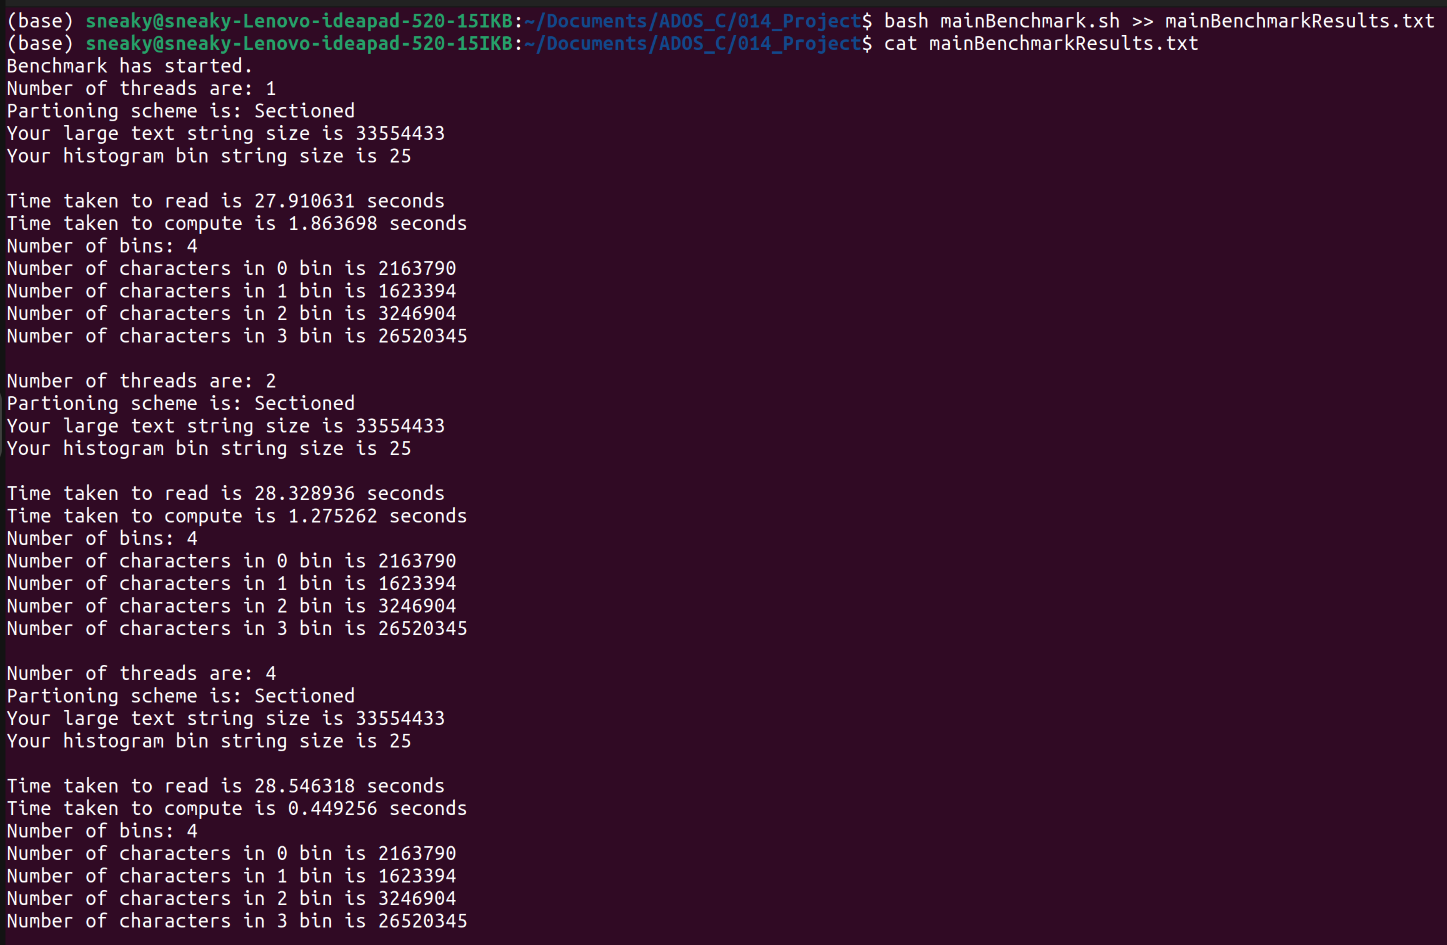 (base) sneaky@sneaky-Lenovo-ideapad-520-15IKB:~/Documents/ADOS_C/014_Project$ bash mainBenchmark.sh >> mainBenchmarkResults.txt
(base) sneaky@sneaky-Lenovo-ideapad-520-15IKB:~/Documents/ADOS_C/014_Project$ cat mainBenchmarkResults.txt
Benchmark has started.
Number of threads are: 1
Partioning scheme is: Sectioned
Your large text string size is 33554433
Your histogram bin string size is 25

Time taken to read is 27.910631 seconds
Time taken to compute is 1.863698 seconds
Number of bins: 4
Number of characters in 0 bin is 2163790
Number of characters in 1 bin is 1623394
Number of characters in 2 bin is 3246904
Number of characters in 3 bin is 26520345

Number of threads are: 2
Partioning scheme is: Sectioned
Your large text string size is 33554433
Your histogram bin string size is 25

Time taken to read is 28.328936 seconds
Time taken to compute is 1.275262 seconds
Number of bins: 4
Number of characters in 0 bin is 2163790
Number of characters in 1 bin is 1623394
Number of characters in 2 bin is 3246904
Number of characters in 3 bin is 26520345

Number of threads are: 4
Partioning scheme is: Sectioned
Your large text string size is 33554433
Your histogram bin string size is 25

Time taken to read is 28.546318 seconds
Time taken to compute is 0.449256 seconds
Number of bins: 4
Number of characters in 0 bin is 2163790
Number of characters in 1 bin is 1623394
Number of characters in 2 bin is 3246904
Number of characters in 3 bin is 26520345